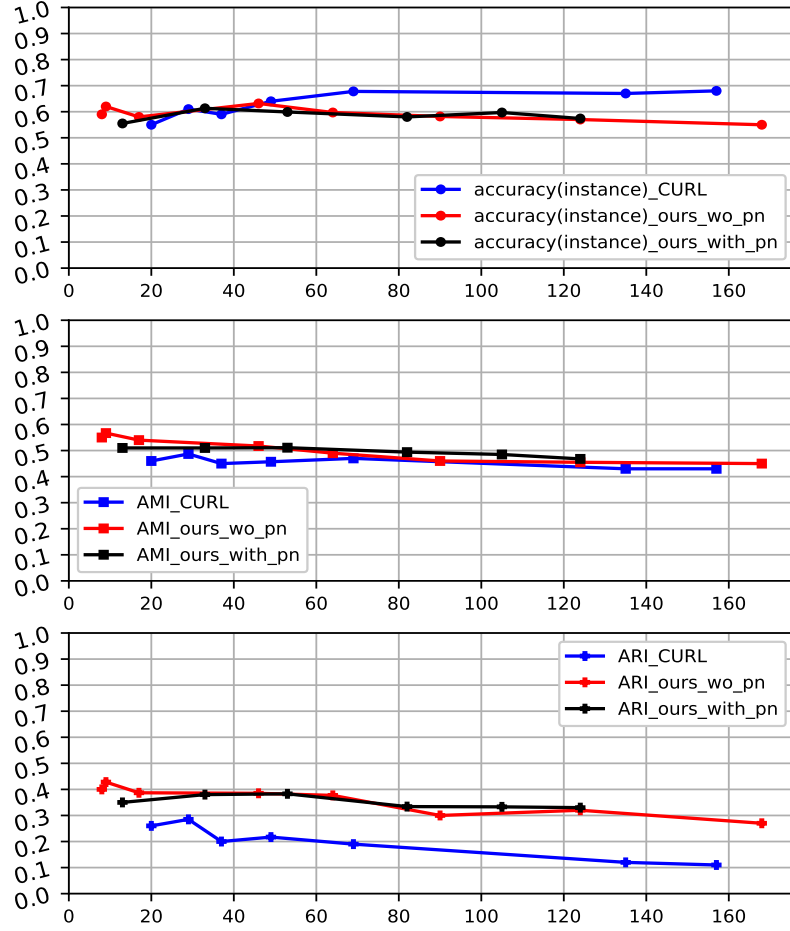 1.0
0.9
0.8
0.7
0.6
0.5
0.4
0.3
0.2
0.1
0.0
accuracy(instance)_CURL
accuracy(instance)_ours_wo_pn
accuracy(instance)_ours_with_pn
0 20 40 60 80 100 120 140 160
1.0
0.9
0.8
0.7
0.6
0.5
0.4
0.3
0.2
0.1
0.0
AMI_CURL
AMI_ours_wo_pn
AMI_ours_with_pn
0 20 40 60 80 100 120 140 160
1.0
0.9
0.8
0.7
0.6
0.5
0.4
0.3
0.2
0.1
0.0
ARI_CURL
ARI_ours_wo_pn
ARI_ours_with_pn
0 20 40 60 80 100 120 140 160